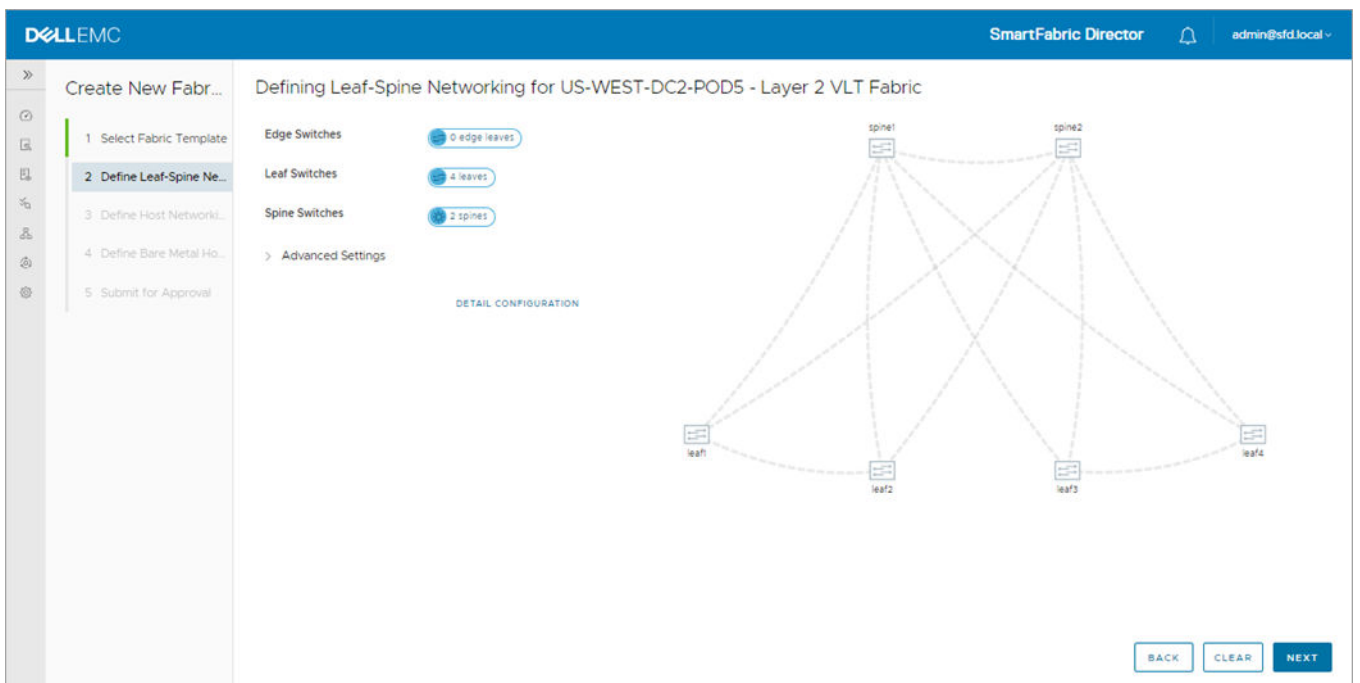 DELLEMC
SmartFabric Director
admin@sfd.local
Create New Fabr...
1 Select Fabric Template
2 Define Leaf-Spine Ne...
3 Define Host Networki...
4 Define Bare Metal Ho...
5 Submit for Approval
Defining Leaf-Spine Networking for US-WEST-DC2-POD5 - Layer 2 VLT Fabric
Edge Switches
0 edge leaves
Leaf Switches
4 leaves
Spine Switches
2 spines
> Advanced Settings
DETAIL CONFIGURATION
spine1
spine2
leaf1
leaf2
leaf3
leaf4
BACK
CLEAR
NEXT